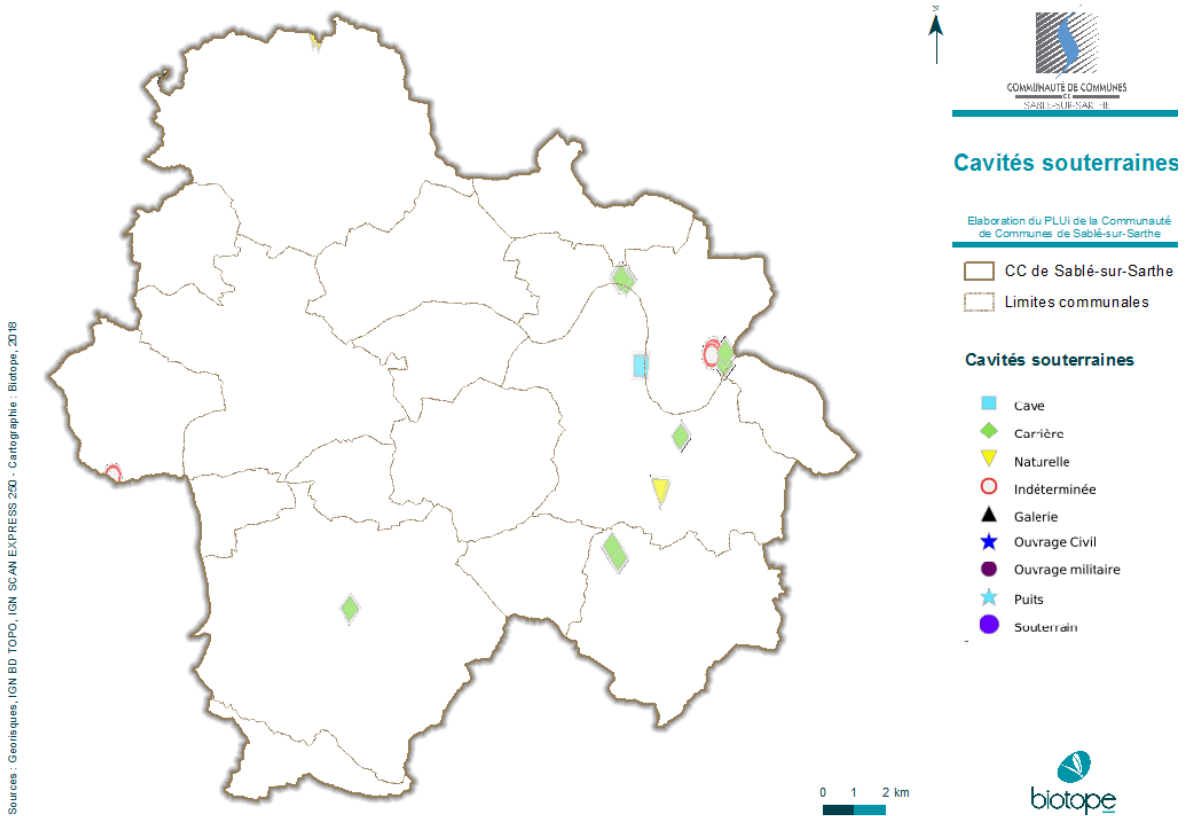 N
COMMUNAUTÉ DE COMMUNES
DE
SABLÉ-SUR-SARTHE
Cavités souterraines
Elaboration du PLUi de la Communauté
de Communes de Sablé-sur-Sarthe
CC de Sablé-sur-Sarthe
Limites communales
Cavités souterraines
Cave
Carrière
Naturelle
Indéterminée
Galerie
Ouvrage Civil
Ouvrage militaire
Puits
Souterrain
0 1 2 km
biotope
Sources : Georisques, IGN BD TOPO, IGN SCAN EXPRESS 250 - Cartographie : Biotope, 2018